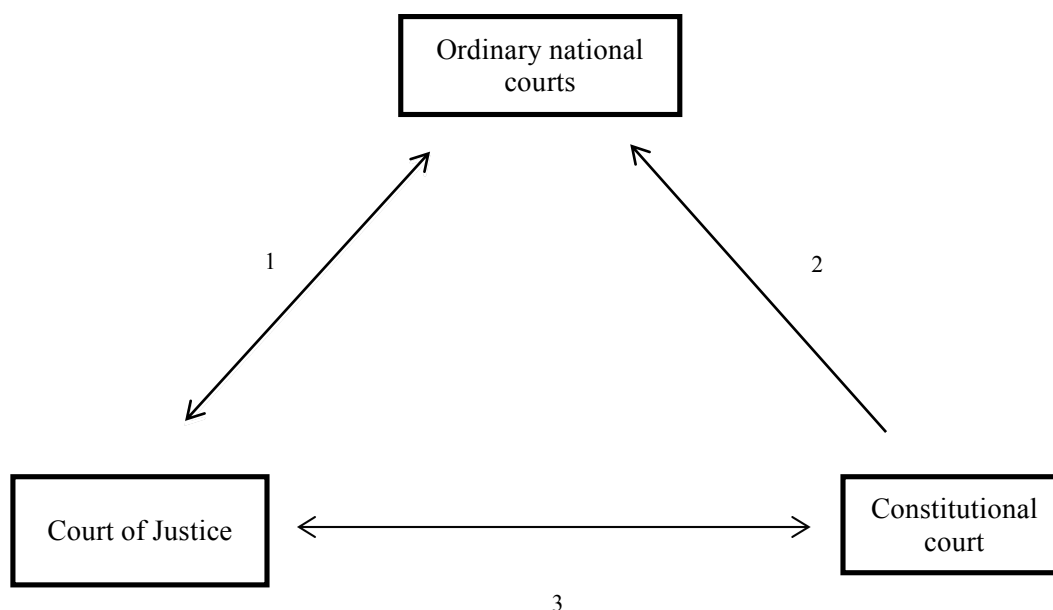 Ordinary national
courts
1
2
Court of Justice
Constitutional
court
3